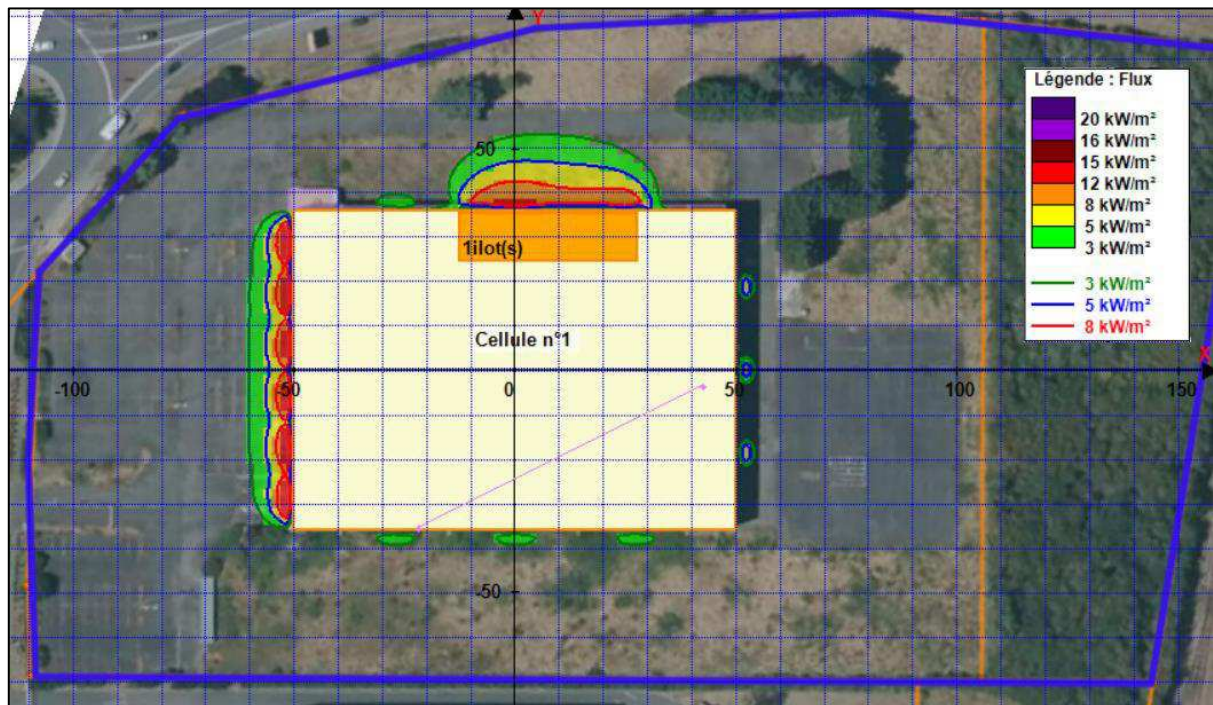 Y
Légende : Flux
20 kW/m²
16 kW/m²
15 kW/m²
12 kW/m²
8 kW/m²
5 kW/m²
3 kW/m²
3 kW/m²
5 kW/m²
8 kW/m²
50
1ilot(s)
Cellule n°1
X
-100
-50
0
50
100
150
-50